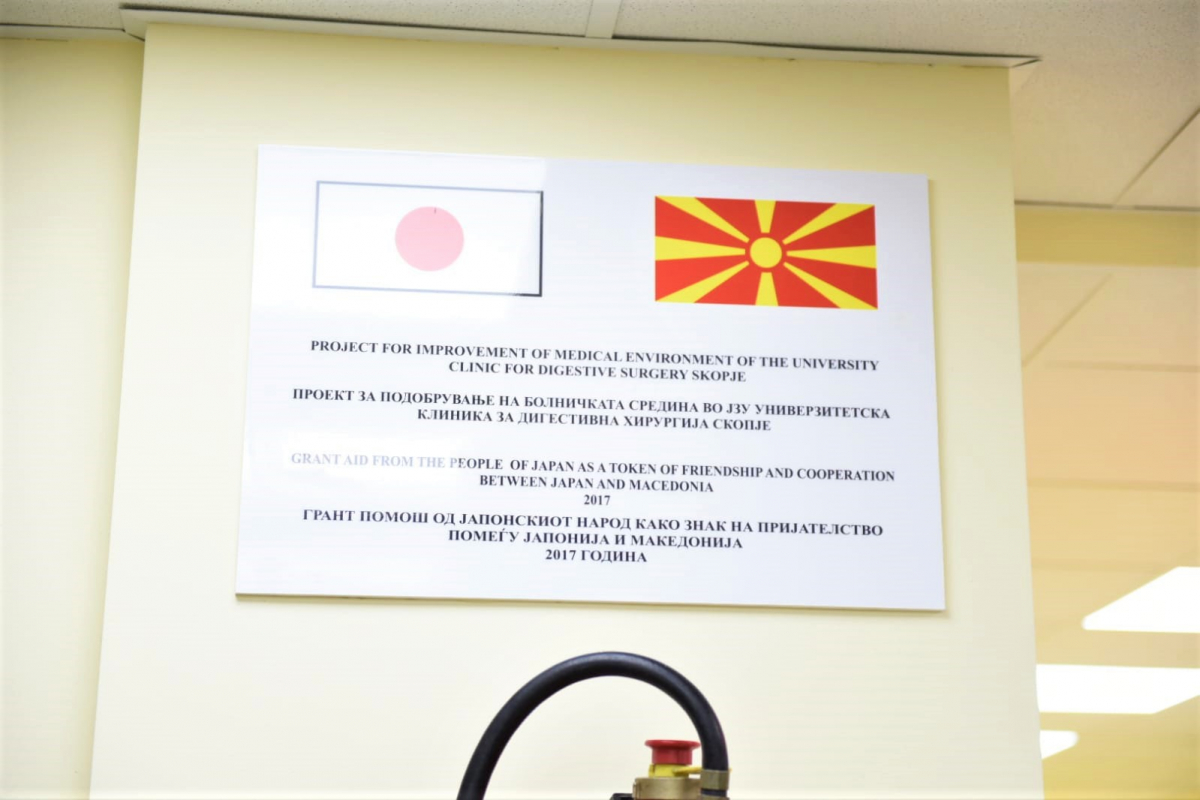 PROJECT FOR IMPROVEMENT OF MEDICAL ENVIRONMENT OF THE UNIVERSITY
CLINIC FOR DIGESTIVE SURGERY SKOPJE
ПРОЕКТ ЗА ПОДОБРУВАЊЕ НА БОЛНИЧКАТА СРЕДИНА ВО ЈЗУ УНИВЕРЗИТЕТСКА
КЛИНИКА ЗА ДИГЕСТИВНА ХИРУРГИЈА СКОПЈЕ
GRANT AID FROM THE PEOPLE OF JAPAN AS A TOKEN OF FRIENDSHIP AND COOPERATION
BETWEEN JAPAN AND MACEDONIA
2017
ГРАНТ ПОМОШ ОД ЈАПОНСКИОТ НАРОД КАКО ЗНАК НА ПРИЈАТЕЛСТВО
ПОМЕЃУ ЈАПОНИЈА И МАКЕДОНИЈА
2017 ГОДИНА